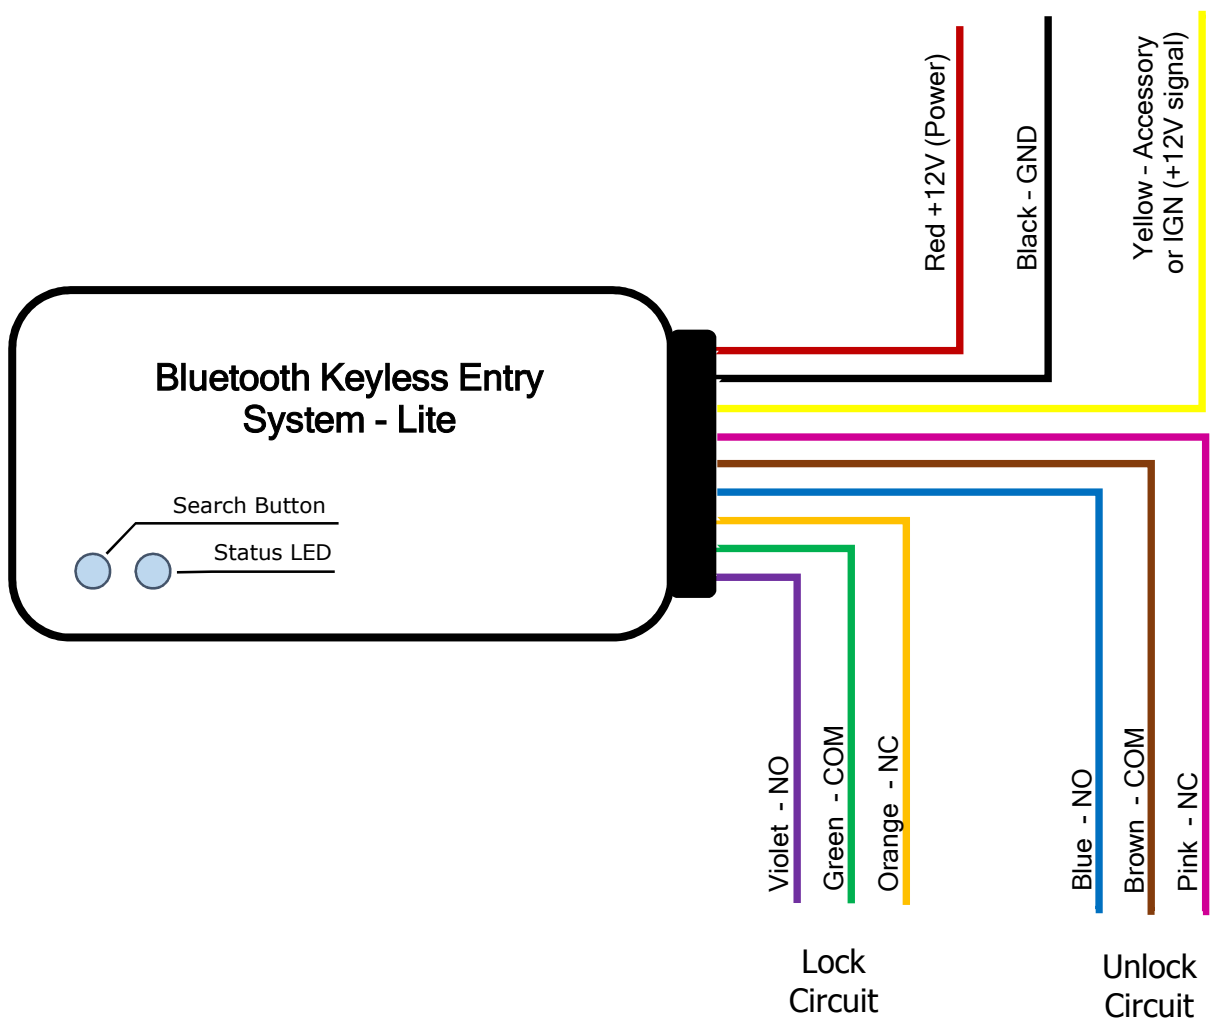 Red +12V (Power)
Black - GND
Yellow - Accessory
or IGN (+12V signal)
Bluetooth Keyless Entry
System - Lite
Search Button
Status LED
Violet - NO
Green - COM
Orange - NC
Blue - NO
Brown - COM
Pink - NC
Lock
Circuit
Unlock
Circuit